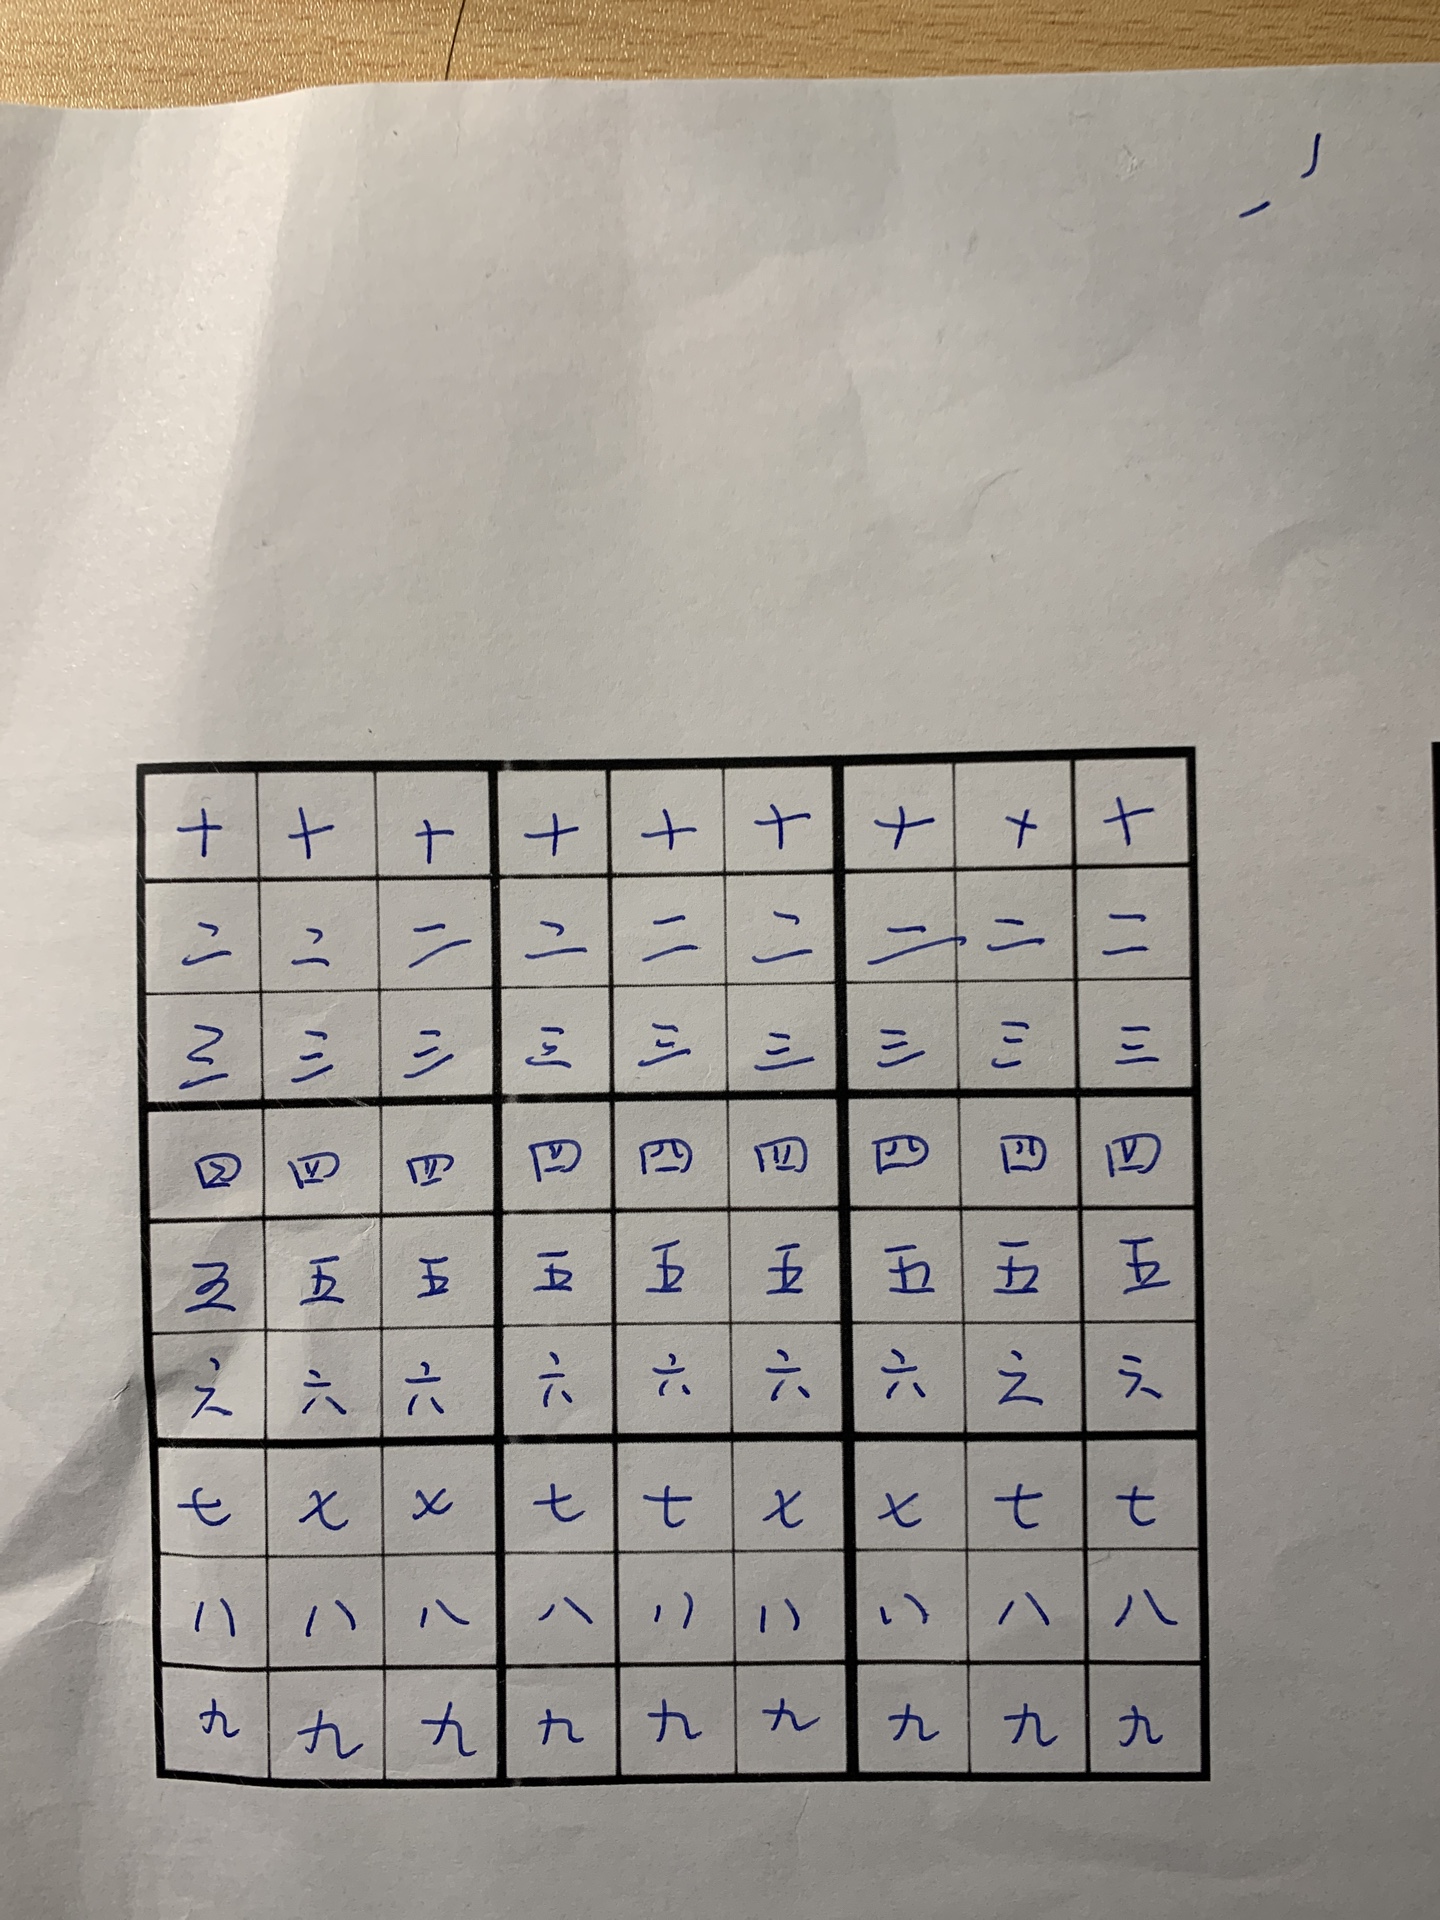 十 十 十 十 十 十 十 十 十
二 二 二 二 二 二 二 二 二
三 三 三 三 三 三 三 三 三
四 四 四 四 四 四 四 四 四
五 五 五 五 五 五 五 五 五
六 六 六 六 六 六 六 六 六
七 七 七 七 七 七 七 七 七
八 八 八 八 八 八 八 八 八
九 九 九 九 九 九 九 九 九